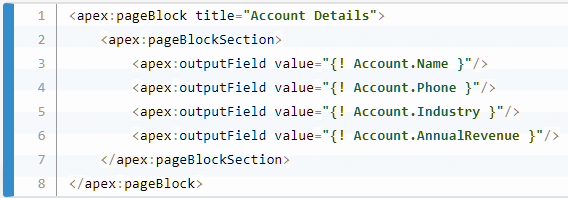 1 <apex:pageBlock title="Account Details">
2 <apex:pageBlockSection>
3 <apex:outputField value="{! Account.Name }"/>
4 <apex:outputField value="{! Account.Phone }"/>
5 <apex:outputField value="{! Account.Industry }"/>
6 <apex:outputField value="{! Account.AnnualRevenue }"/>
7 </apex:pageBlockSection>
8 </apex:pageBlock>